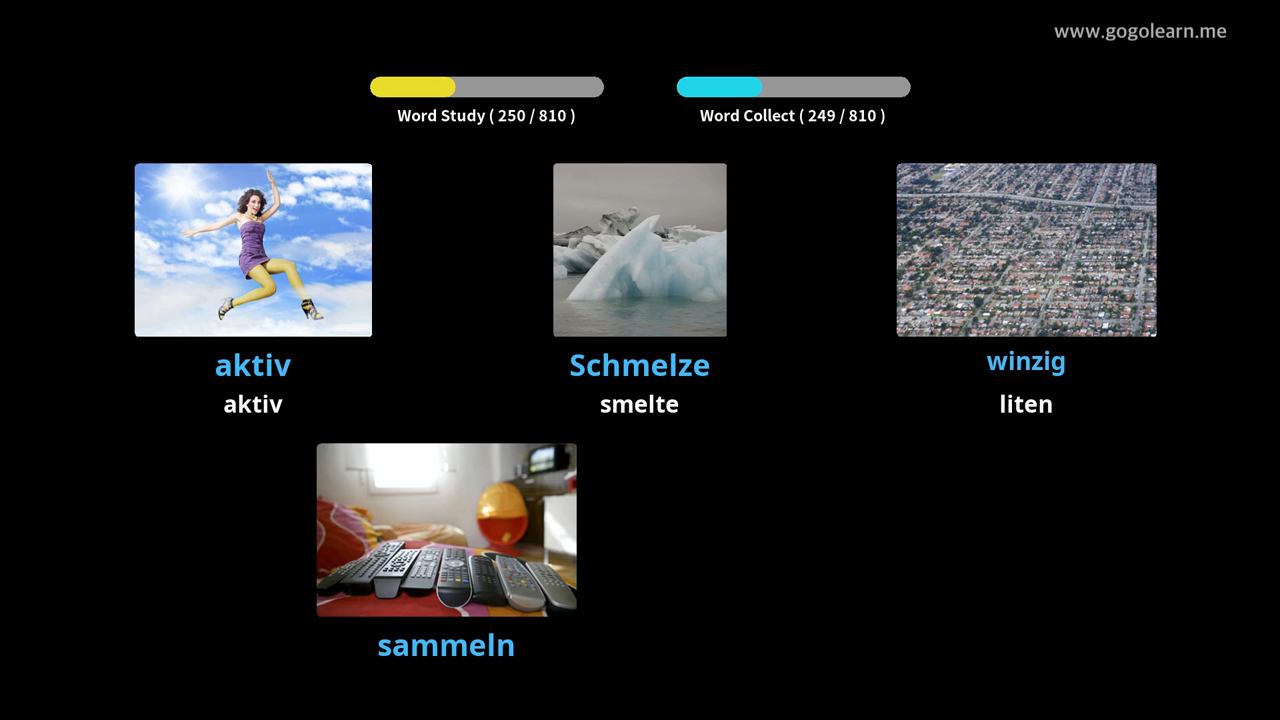 www.gogolearn.me
Word Study ( 250 / 810 )
Word Collect ( 249 / 810 )
aktiv
aktiv
Schmelze
smelte
winzig
liten
sammeln